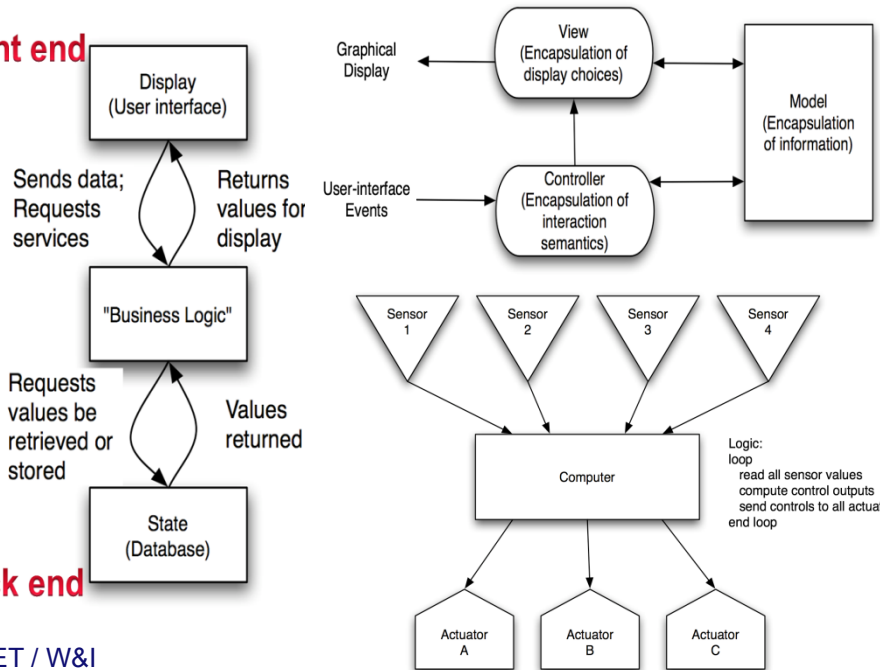 nt end
Display
(User interface)
Sends data;
Requests
services
Returns
values for
display
"Business Logic"
Requests
values be
retrieved or
stored
Values
returned
State
(Database)
k end
ET / W&I
Graphical
Display
View
(Encapsulation of
display choices)
Model
(Encapsulation
of information)
User-interface
Events
Controller
(Encapsulation of
interaction
semantics)
Sensor
1
Sensor
2
Sensor
3
Sensor
4
Computer
Logic:
loop
read all sensor values
compute control outputs
send controls to all actuat
end loop
Actuator
A
Actuator
B
Actuator
C